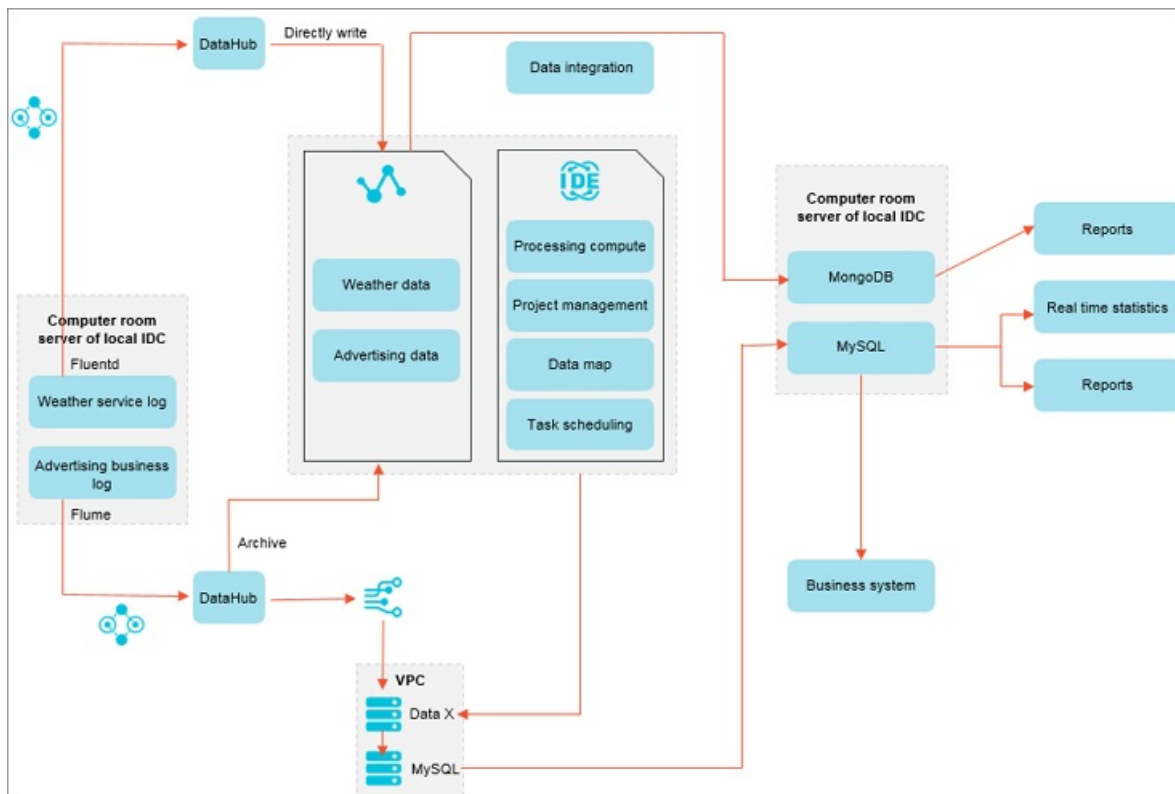 DataHub
Directly write
Data integration
IDE
Weather data
Advertising data
Processing compute
Project management
Data map
Task scheduling
Computer room
server of local IDC
MongoDB
MySQL
Reports
Real time statistics
Reports
Computer room
server of local IDC
Fluentd
Weather service log
Advertising business
log
Flume
Archive
DataHub
Business system
VPC
Data X
MySQL